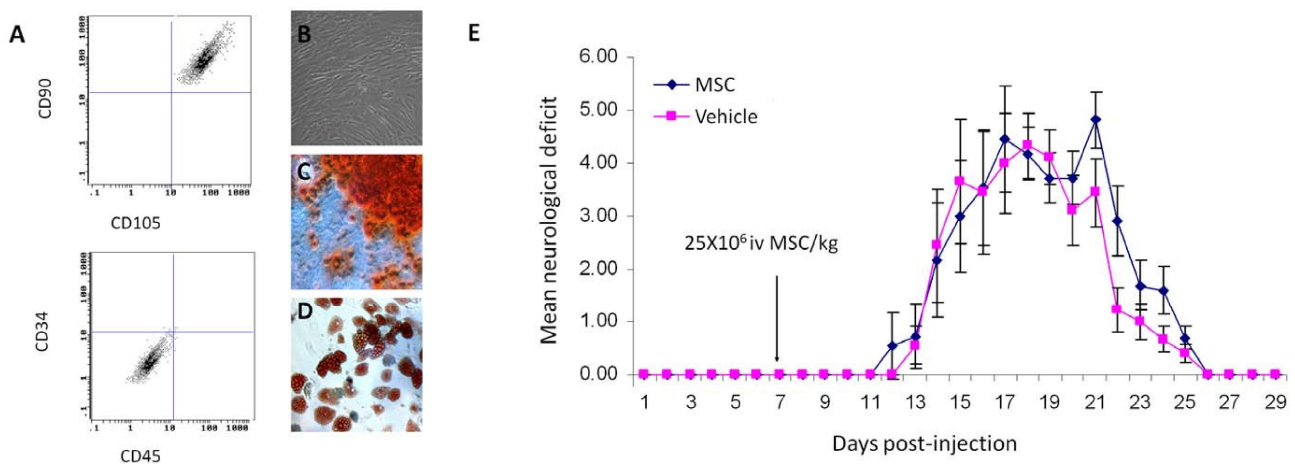 A
CD90
1000
100
10
1
.1
.1 1 10 100 1000
CD105
CD34
1000
100
10
1
.1
.1 1 10 100 1000
CD45
B
C
D
E
Mean neurological deficit
6.00
5.00
4.00
3.00
2.00
1.00
0.00
MSC
Vehicle
25X10⁶ iv MSC/kg
1 3 5 7 9 11 13 15 17 19 21 23 25 27 29
Days post-injection